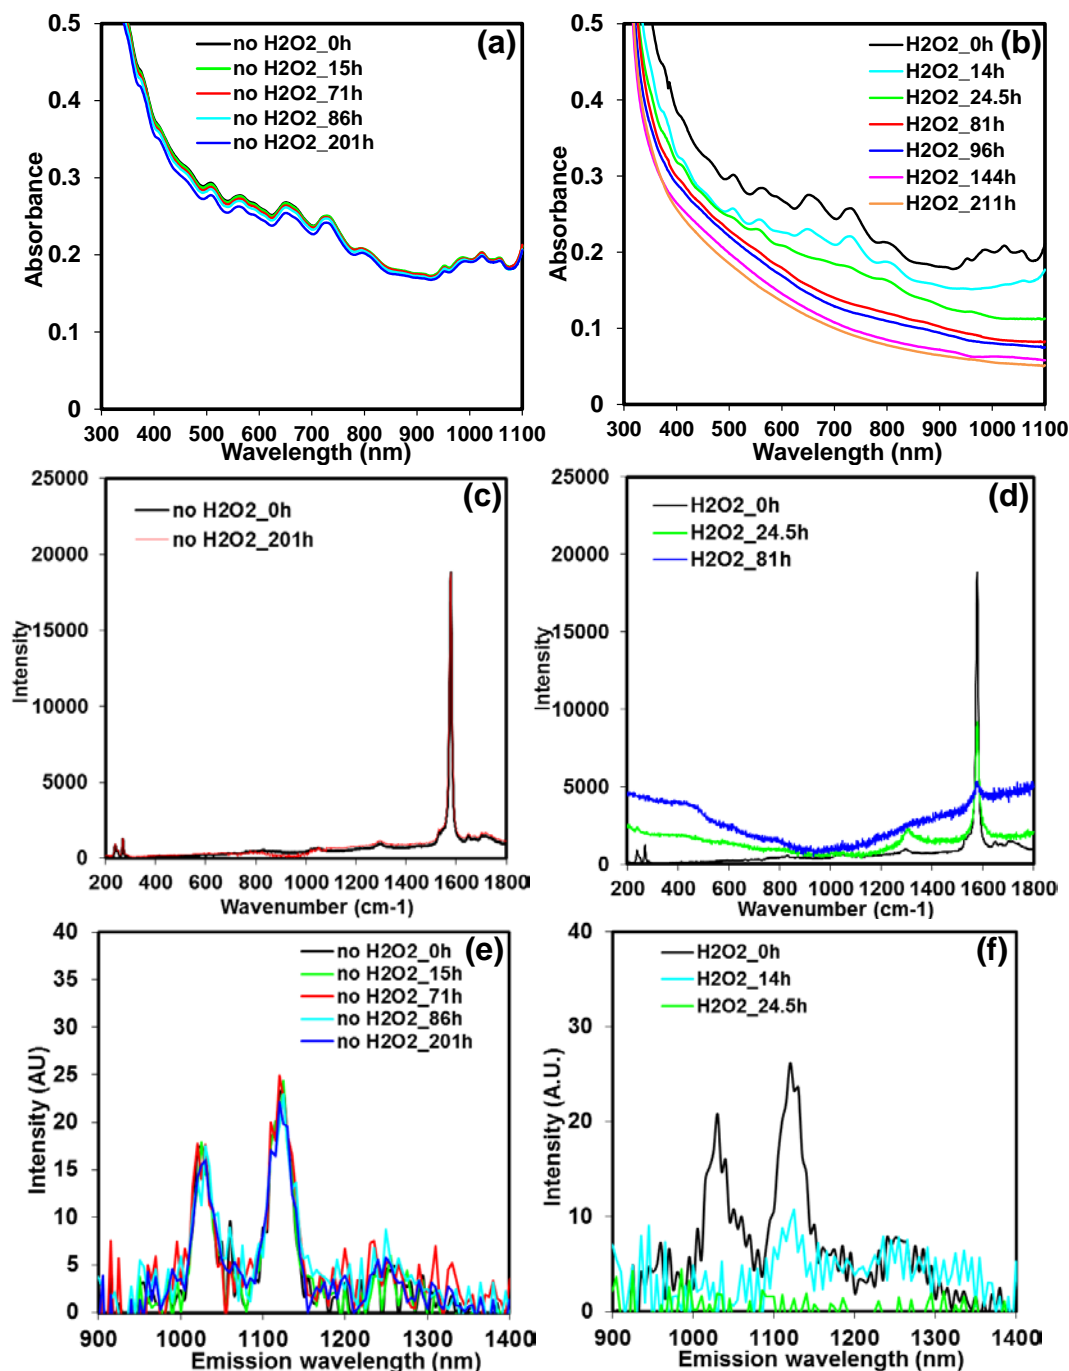 (a)
no H2O2_0h
no H2O2_15h
no H2O2_71h
no H2O2_86h
no H2O2_201h
Absorbance
0.5
0.4
0.3
0.2
0.1
0
300 400 500 600 700 800 900 1000 1100
Wavelength (nm)
(b)
H2O2_0h
H2O2_14h
H2O2_24.5h
H2O2_81h
H2O2_96h
H2O2_144h
H2O2_211h
Absorbance
0.5
0.4
0.3
0.2
0.1
0
300 400 500 600 700 800 900 1000 1100
Wavelength (nm)
(c)
no H2O2_0h
no H2O2_201h
Intensity
25000
20000
15000
10000
5000
0
200 400 600 800 1000 1200 1400 1600 1800
Wavenumber (cm-1)
(d)
H2O2_0h
H2O2_24.5h
H2O2_81h
Intensity
25000
20000
15000
10000
5000
0
200 400 600 800 1000 1200 1400 1600 1800
Wavenumber (cm-1)
(e)
no H2O2_0h
no H2O2_15h
no H2O2_71h
no H2O2_86h
no H2O2_201h
Intensity (AU)
40
35
30
25
20
15
10
5
0
900 1000 1100 1200 1300 1400
Emission wavelength (nm)
(f)
H2O2_0h
H2O2_14h
H2O2_24.5h
Intensity (A.U.)
40
30
20
10
0
900 1000 1100 1200 1300 1400
Emission wavelength (nm)